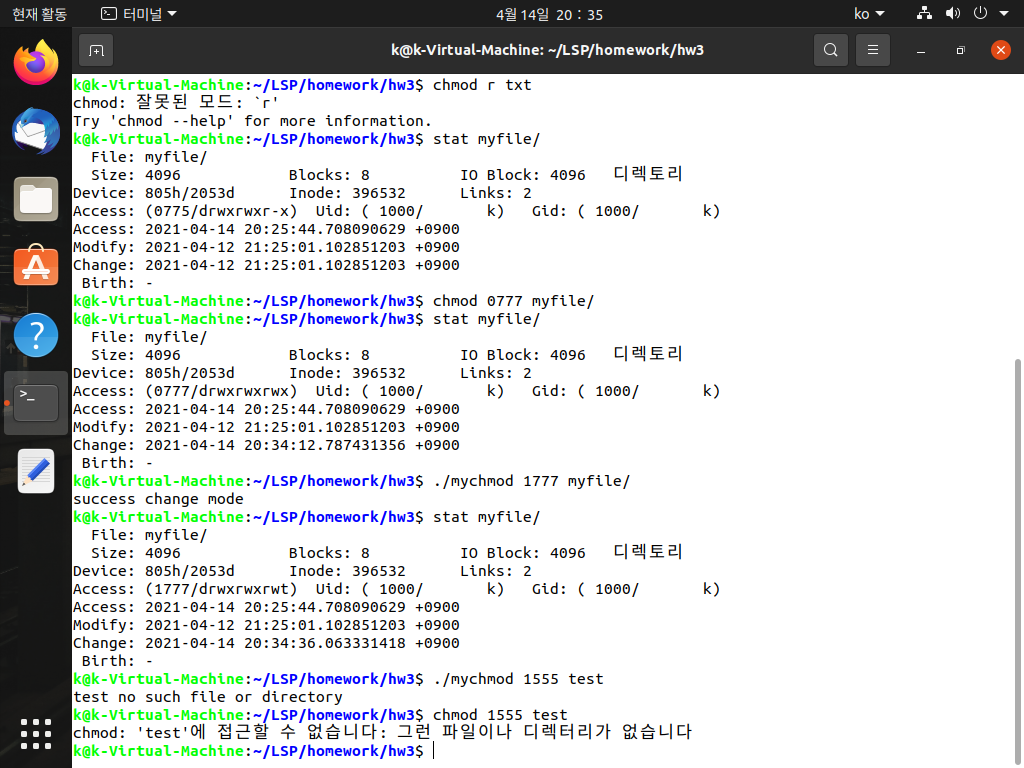 현재 활동
터미널
4월 14일 20 : 35
ko
k@k-Virtual-Machine: ~/LSP/homework/hw3
k@k-Virtual-Machine:~/LSP/homework/hw3$ chmod r txt
chmod: 잘못된 모드: `r'
Try 'chmod --help' for more information.
k@k-Virtual-Machine:~/LSP/homework/hw3$ stat myfile/
  File: myfile/
  Size: 4096            Blocks: 8          IO Block: 4096   디렉토리
Device: 805h/2053d      Inode: 396532      Links: 2
Access: (0775/drwxrwxr-x)  Uid: ( 1000/       k)   Gid: ( 1000/       k)
Access: 2021-04-14 20:25:44.708090629 +0900
Modify: 2021-04-12 21:25:01.102851203 +0900
Change: 2021-04-12 21:25:01.102851203 +0900
 Birth: -
k@k-Virtual-Machine:~/LSP/homework/hw3$ chmod 0777 myfile/
k@k-Virtual-Machine:~/LSP/homework/hw3$ stat myfile/
  File: myfile/
  Size: 4096            Blocks: 8          IO Block: 4096   디렉토리
Device: 805h/2053d      Inode: 396532      Links: 2
Access: (0777/drwxrwxrwx)  Uid: ( 1000/       k)   Gid: ( 1000/       k)
Access: 2021-04-14 20:25:44.708090629 +0900
Modify: 2021-04-12 21:25:01.102851203 +0900
Change: 2021-04-14 20:34:12.787431356 +0900
 Birth: -
k@k-Virtual-Machine:~/LSP/homework/hw3$ ./mychmod 1777 myfile/
success change mode
k@k-Virtual-Machine:~/LSP/homework/hw3$ stat myfile/
  File: myfile/
  Size: 4096            Blocks: 8          IO Block: 4096   디렉토리
Device: 805h/2053d      Inode: 396532      Links: 2
Access: (1777/drwxrwxrwt)  Uid: ( 1000/       k)   Gid: ( 1000/       k)
Access: 2021-04-14 20:25:44.708090629 +0900
Modify: 2021-04-12 21:25:01.102851203 +0900
Change: 2021-04-14 20:34:36.063331418 +0900
 Birth: -
k@k-Virtual-Machine:~/LSP/homework/hw3$ ./mychmod 1555 test
test no such file or directory
k@k-Virtual-Machine:~/LSP/homework/hw3$ chmod 1555 test
chmod: 'test'에 접근할 수 없습니다: 그런 파일이나 디렉터리가 없습니다
k@k-Virtual-Machine:~/LSP/homework/hw3$